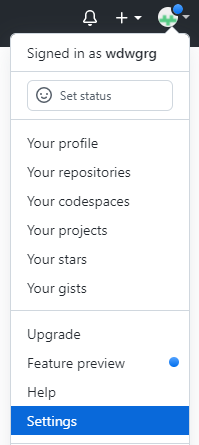 Signed in as wdwgrg
Set status
Your profile
Your repositories
Your codespaces
Your projects
Your stars
Your gists
Upgrade
Feature preview
Help
Settings